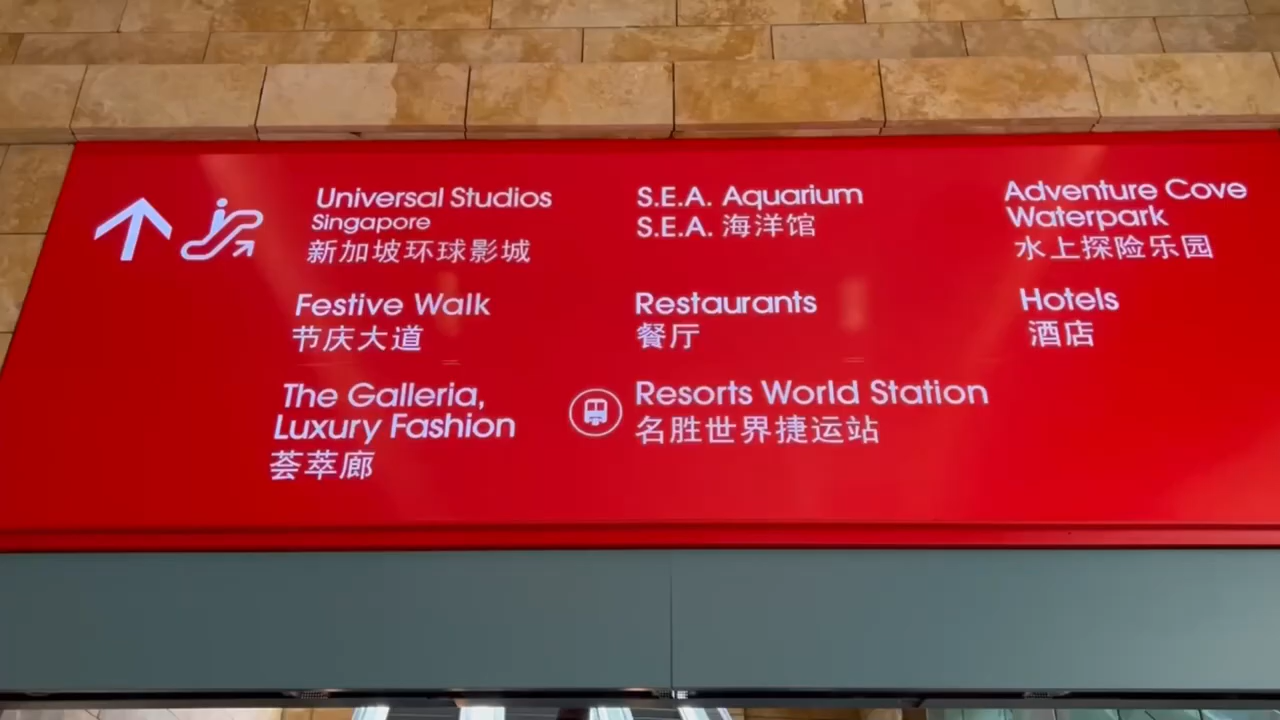 Universal Studios
Singapore
新加坡环球影城
S.E.A. Aquarium
S.E.A. 海洋馆
Adventure Cove
Waterpark
水上探险乐园
Festive Walk
节庆大道
Restaurants
餐厅
Hotels
酒店
The Galleria,
Luxury Fashion
荟萃廊
Resorts World Station
名胜世界捷运站